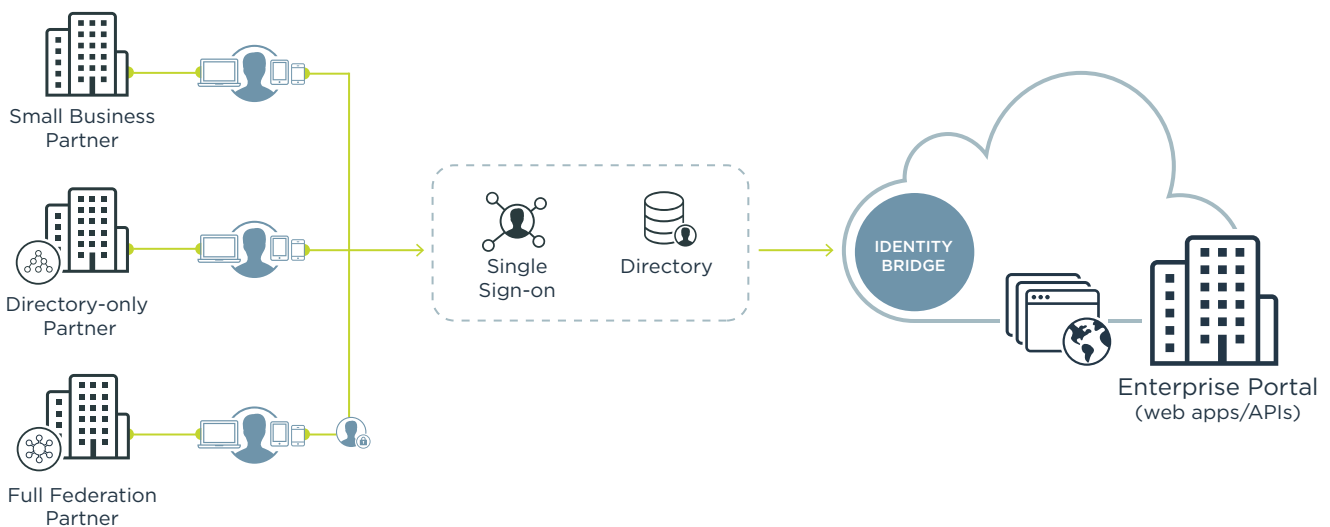 Small Business
Partner
Directory-only
Partner
Full Federation
Partner
Single
Sign-on
Directory
IDENTITY
BRIDGE
Enterprise Portal
(web apps/APIs)